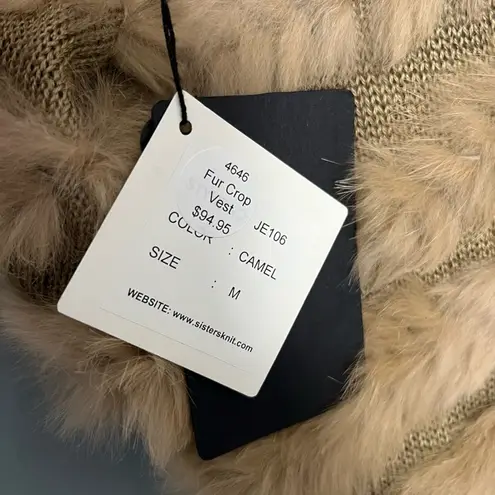 4646
Fur Crop
Vest
$94.95
JE106
COLOR : CAMEL
SIZE : M
WEBSITE: www.sistersknit.com